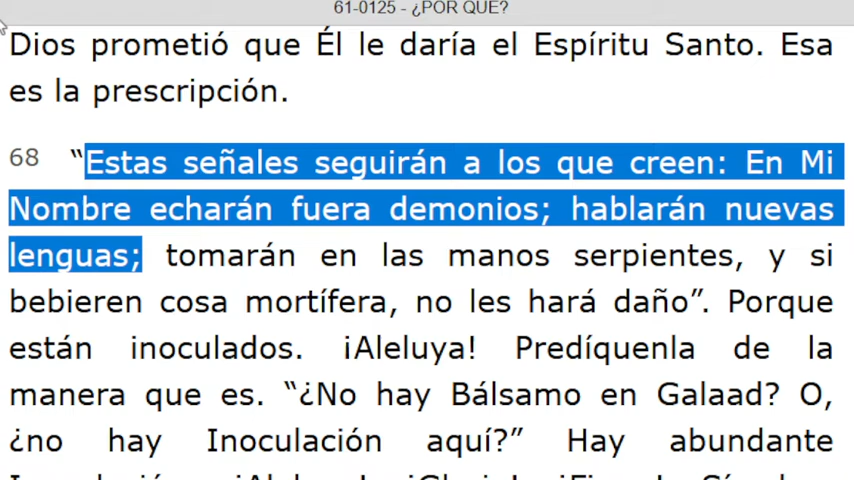 61-0125 - ¿POR QUÉ?
Dios prometió que Él le daría el Espíritu Santo. Esa
es la prescripción.
68 “Estas señales seguirán a los que creen: En Mi
Nombre echarán fuera demonios; hablarán nuevas
lenguas; tomarán en las manos serpientes, y si
bebieren cosa mortífera, no les hará daño”. Porque
están inoculados. ¡Aleluya! Predíquenla de la
manera que es. “¿No hay Bálsamo en Galaad? O,
¿no hay Inoculación aquí?” Hay abundante